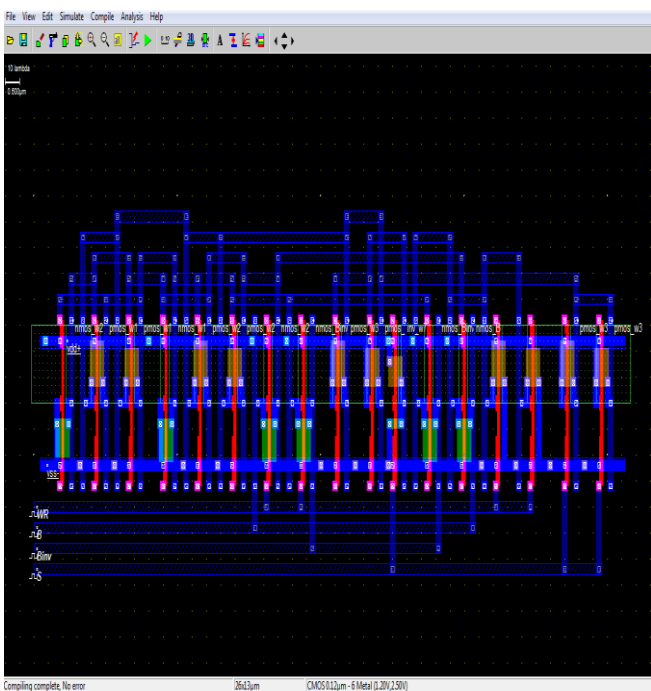 File View Edit Simulate Compile Analysis Help
10 lambda
0.600µm
nmos_w2 pmos_w1 pmos_w1 nmos_w1 pmos_w2 pmos_w2 nmos_w2 nmos_Binv pmos_w3 pmos_inv_wr nmos_Binv nmos_B pmos_w3 pmos_w3
vdd+
vss-
WR
B
Binv
S
Compiling complete, No error 26x13µm CMOS 0.12µm - 6 Metal (1.20V,2.50V)